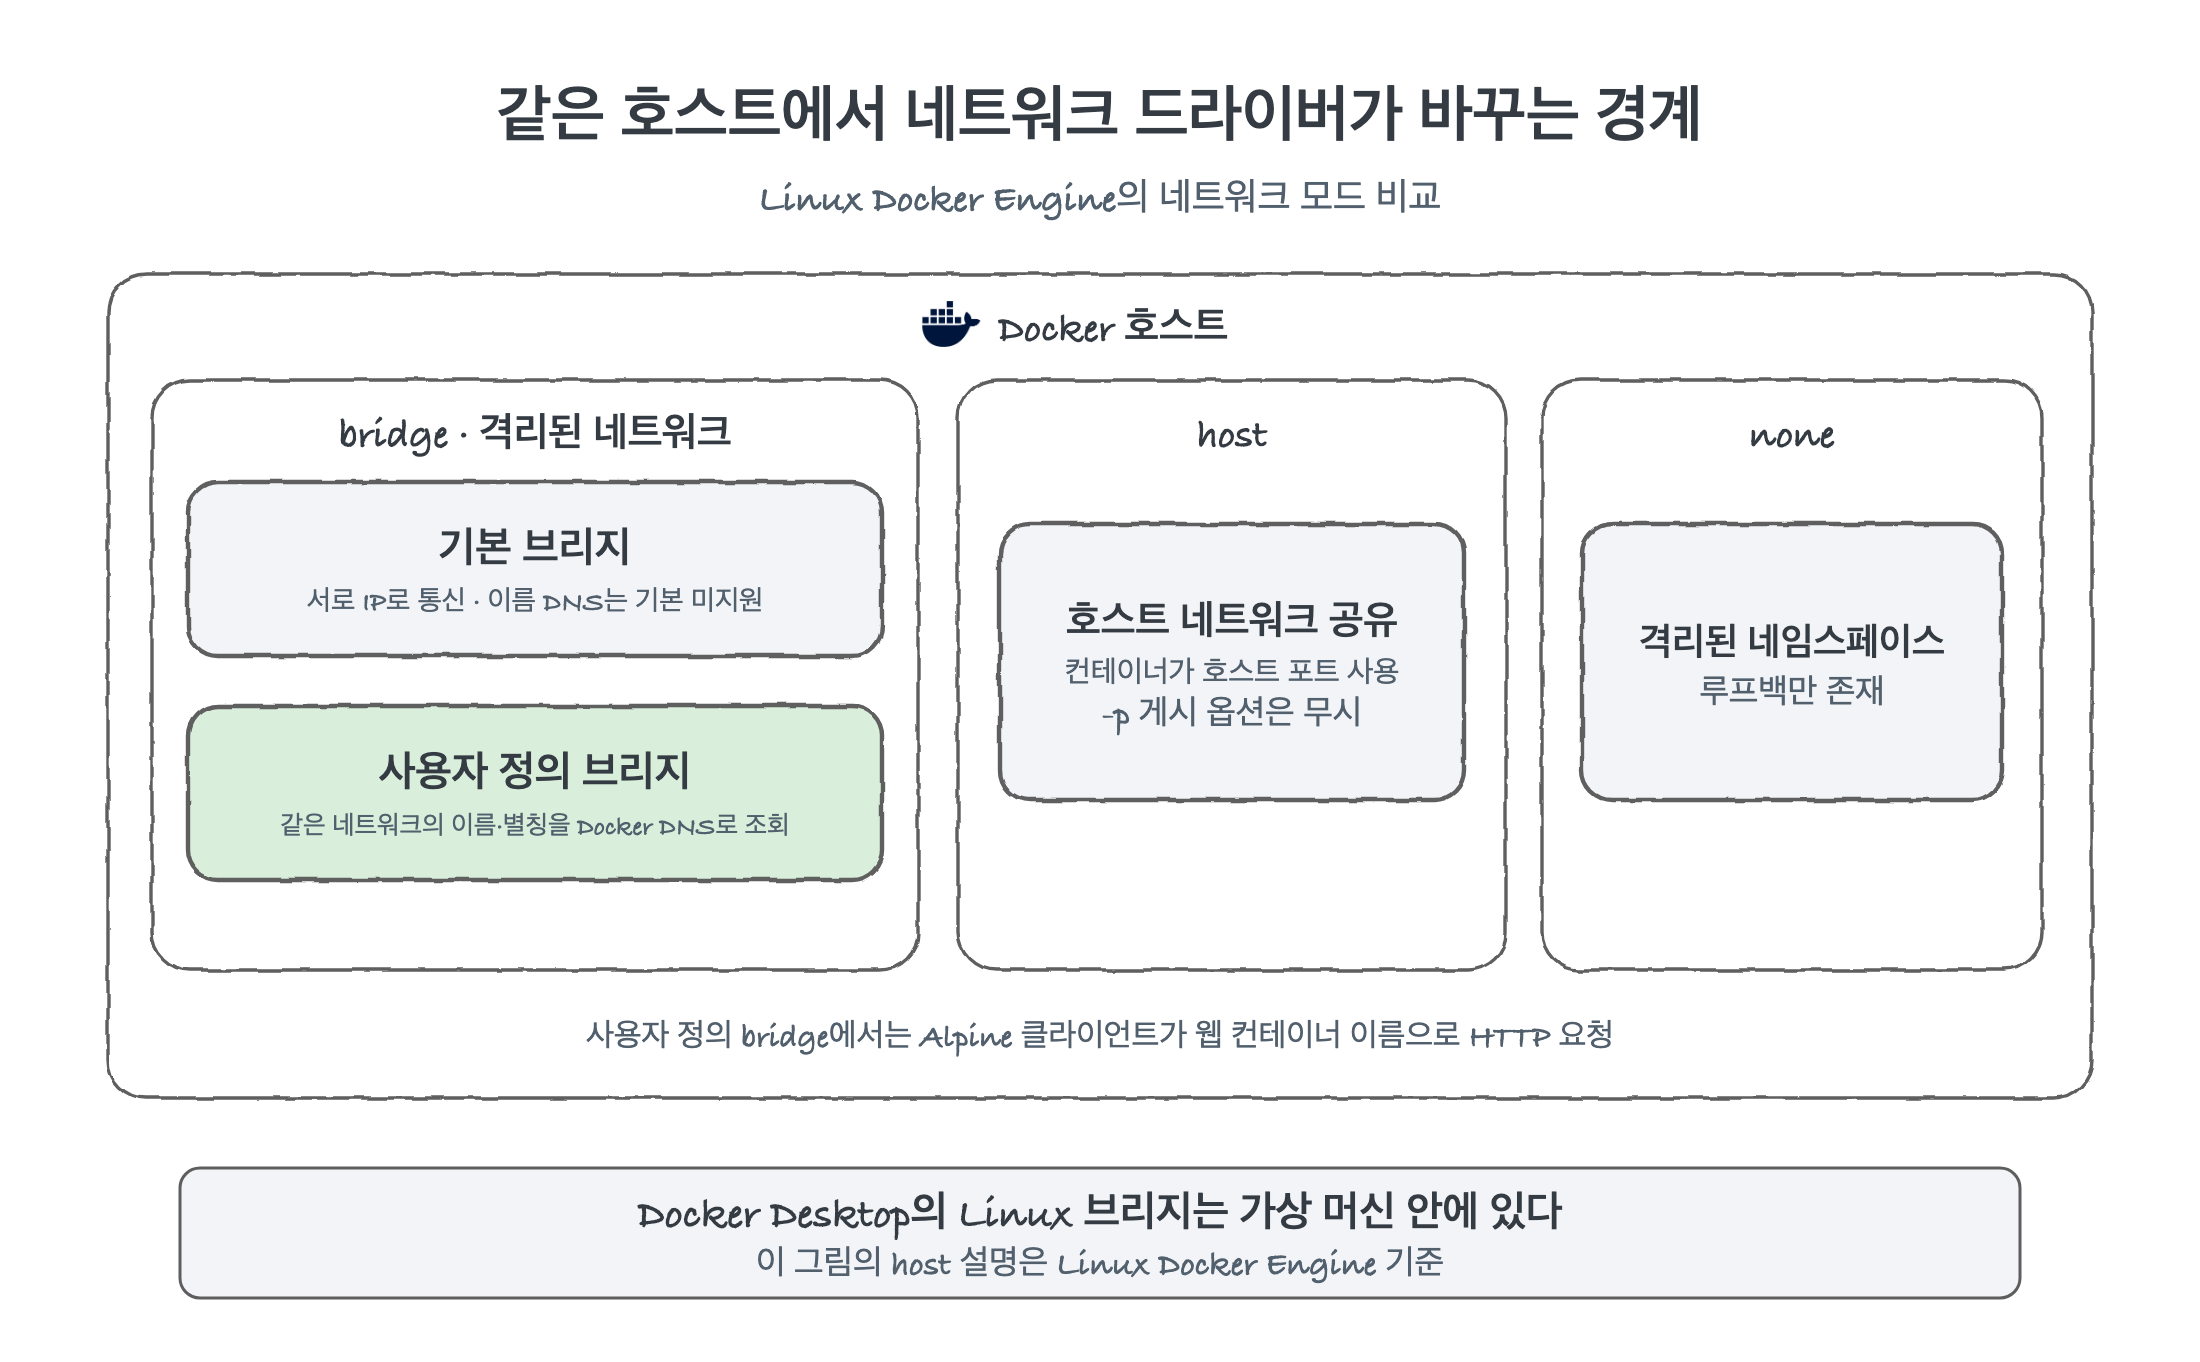 같은 호스트에서 네트워크 드라이버가 바꾸는 경계
Linux Docker Engine의 네트워크 모드 비교
Docker 호스트
bridge · 격리된 네트워크
기본 브리지
서로 IP로 통신 · 이름 DNS는 기본 미지원
사용자 정의 브리지
같은 네트워크의 이름·별칭을 Docker DNS로 조회
host
호스트 네트워크 공유
컨테이너가 호스트 포트 사용
-p 게시 옵션은 무시
none
격리된 네임스페이스
루프백만 존재
사용자 정의 bridge에서는 Alpine 클라이언트가 웹 컨테이너 이름으로 HTTP 요청
Docker Desktop의 Linux 브리지는 가상 머신 안에 있다
이 그림의 host 설명은 Linux Docker Engine 기준